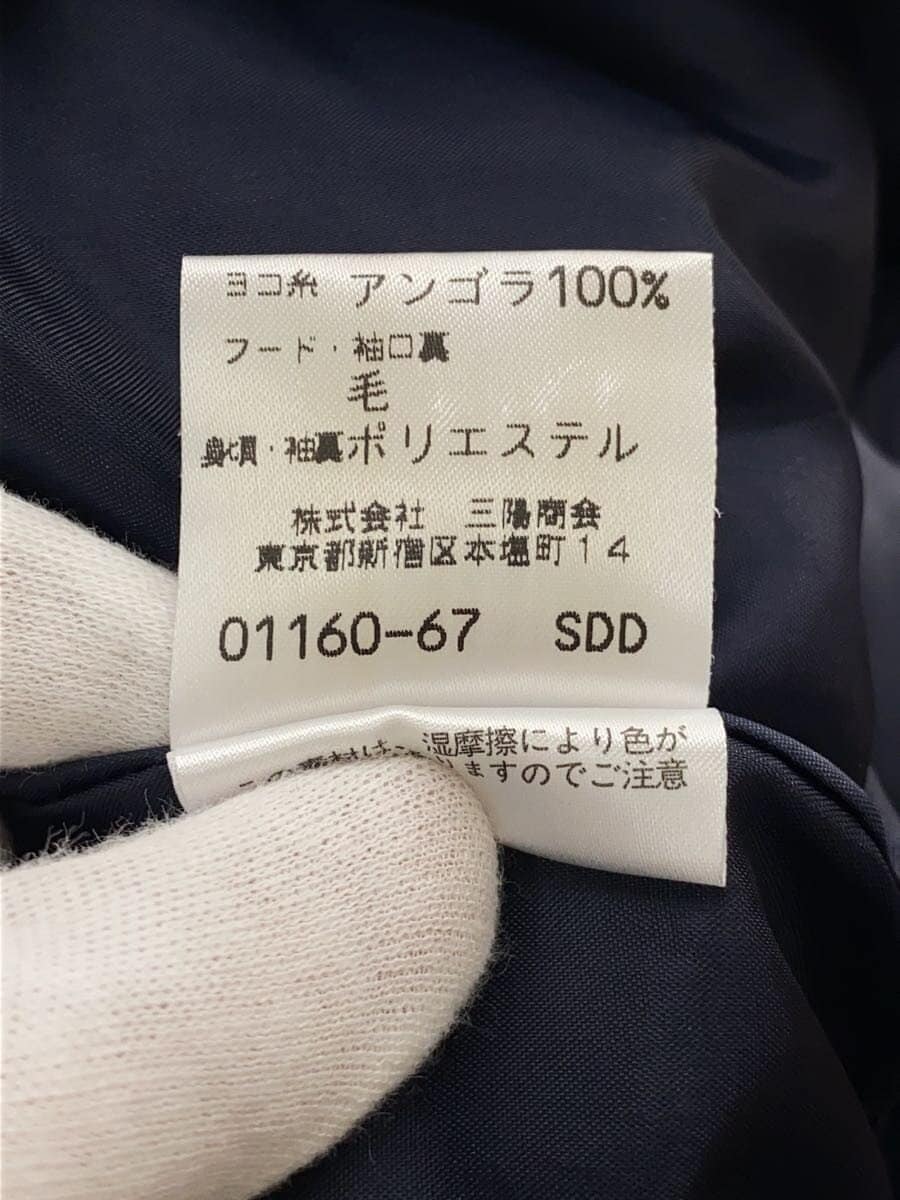 ヨコ糸 アンゴラ100%
フード・袖口裏
毛
・袖裏ポリエステル
株式会社 三陽商会
東京都新宿区本塩町14
01160-67 SDD
湿摩擦により色が
ますのでご注意